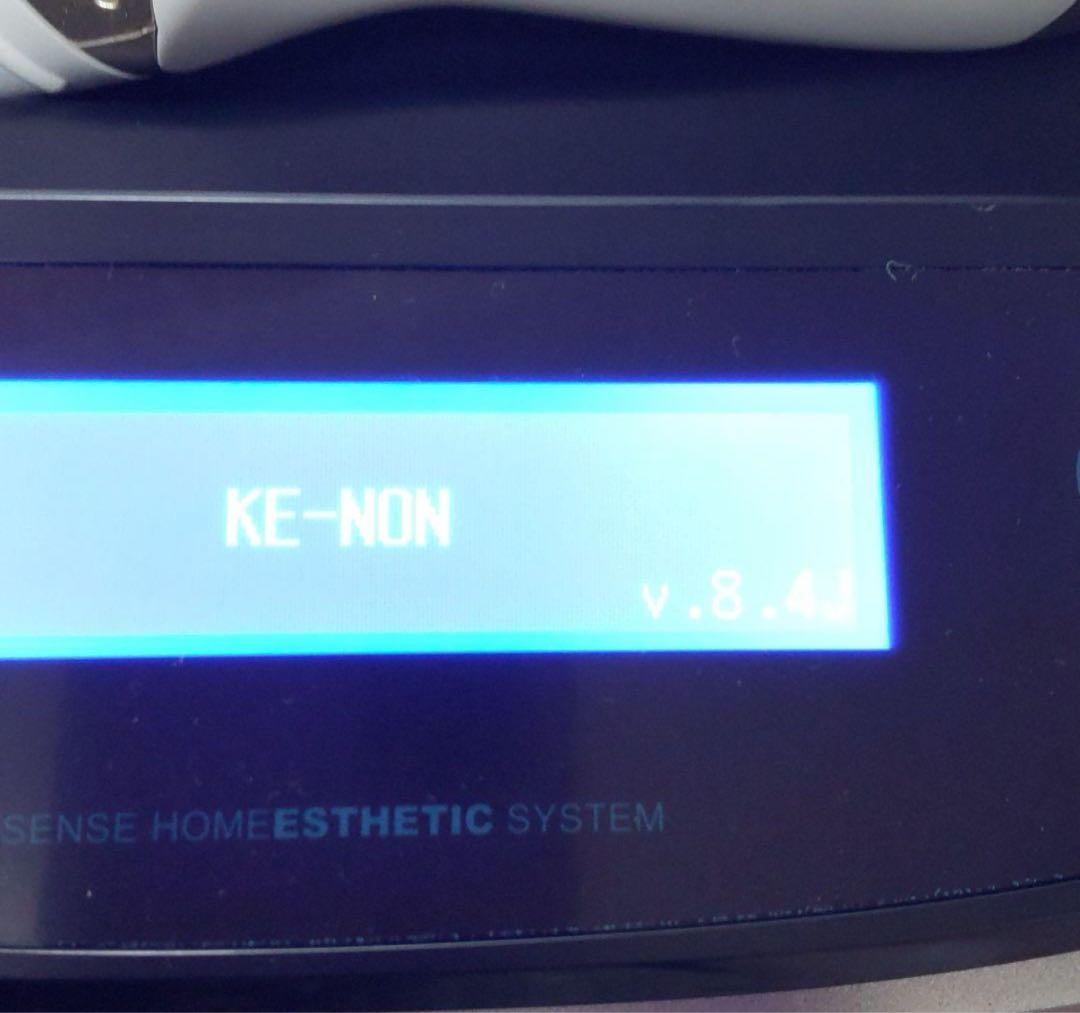 KE-NON
v.8.4J
SENSE HOMEESTHETIC SYSTEM